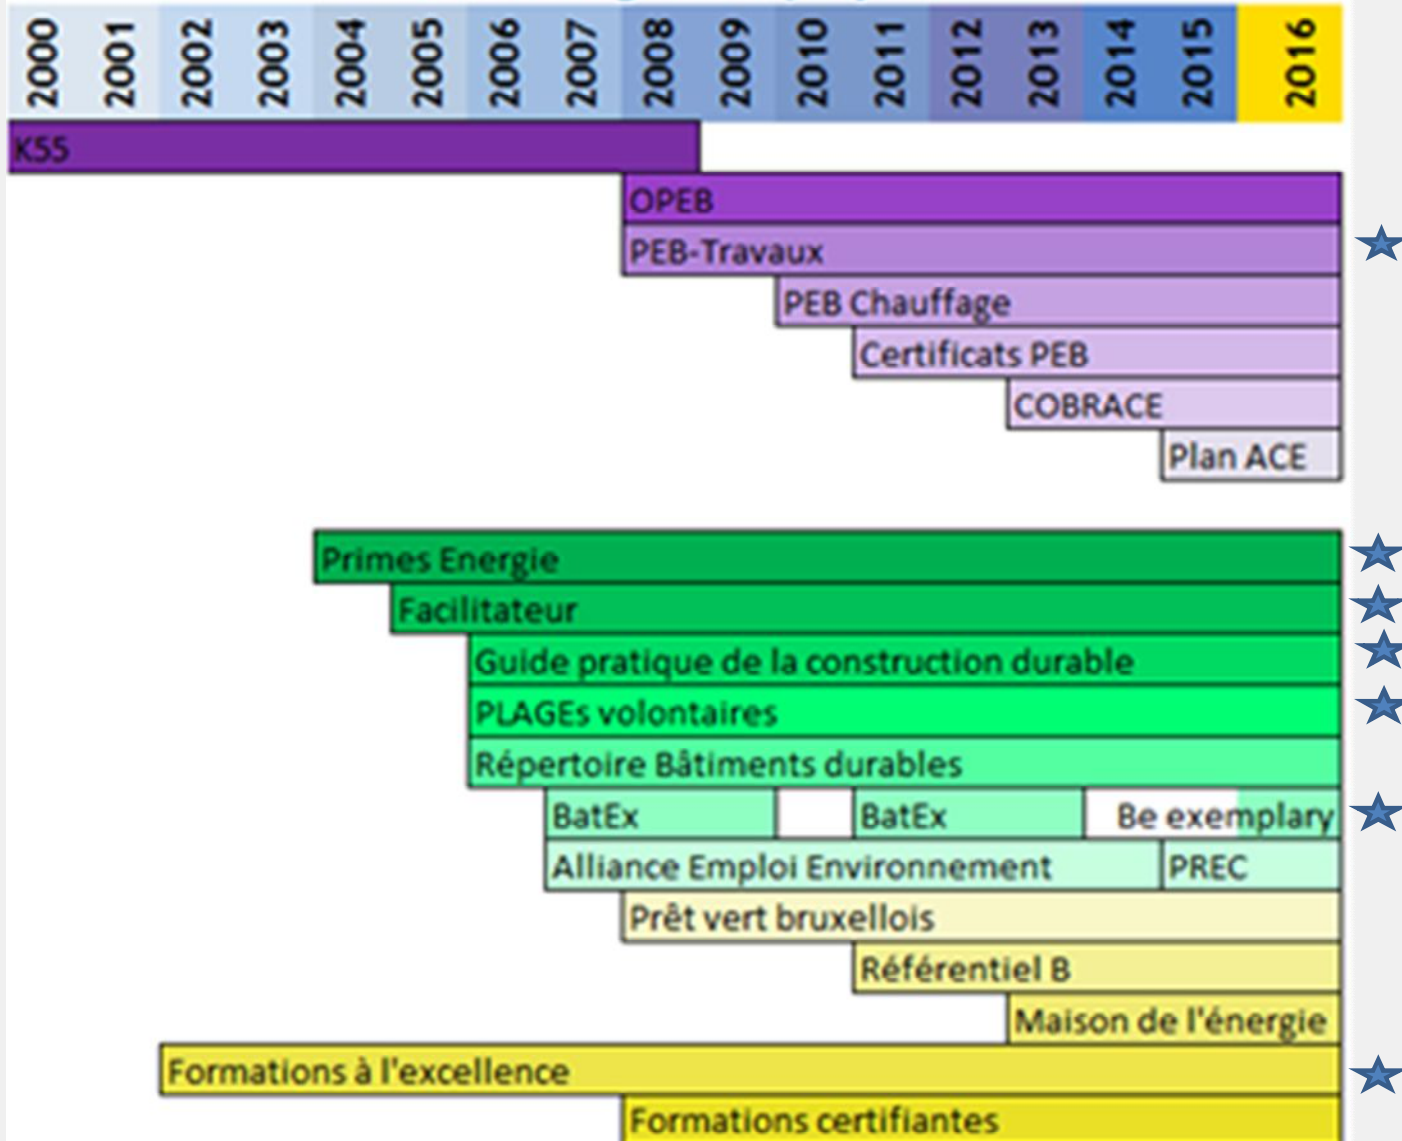 2000 2001 2002 2003 2004 2005 2006 2007 2008 2009 2010 2011 2012 2013 2014 2015 2016
K55
OPEB
PEB-Travaux
PEB Chauffage
Certificats PEB
COBRACE
Plan ACE
Primes Energie
Facilitateur
Guide pratique de la construction durable
PLAGEs volontaires
Répertoire Bâtiments durables
BatEx BatEx Be exemplary
Alliance Emploi Environnement PREC
Prêt vert bruxellois
Référentiel B
Maison de l'énergie
Formations à l'excellence
Formations certifiantes